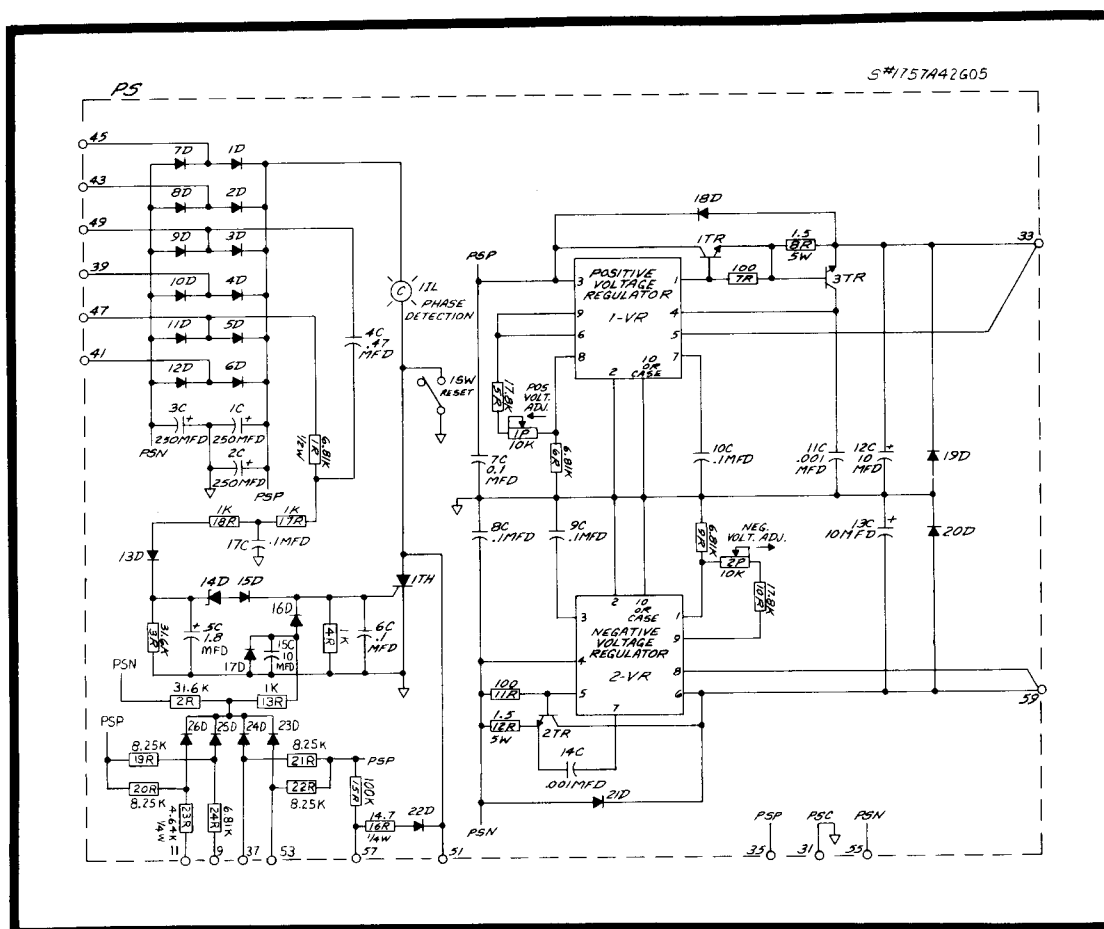 S#1757A42G05
PS
45
7D 1D
43
8D 2D
49
9D 3D
39
10D 4D
47
11D 5D
41
12D 6D
3C 1C
250MFD 250MFD
PSN
2C
250MFD
PSP
6.81K
1R
1/2W
4C
.47
MFD
C 1IL
PHASE
DETECTION
1SW
RESET
1K 1K
18R 17R
17C .1MFD
13D
14D 15D
1TH
16D
31.6K
3R
5C
1.8
MFD
17D
15C
10
MFD
1K
4R
6C
.1
MFD
PSN
31.6K 1K
2R 13R
PSP
26D 25D 24D 23D
8.25K 8.25K
19R 21R PSP
20R 22R
8.25K 8.25K
4.64K
23R
1/4W
6.81K
24R
100K
15R
14.7 22D
16R
1/4W
11 9 37 53 57 51
18D
1TR
1.5
8R
5W
33
PSP
3 POSITIVE 1
VOLTAGE
REGULATOR
1-VR
100
7R
3TR
9 4
6 5
8 7
2 10
OR
CASE
17.8K
5R
POS
VOLT.
ADJ.
1P
10K
6.81K
6R
7C
0.1
MFD
10C
.1MFD
11C
.001
MFD
12C
10
MFD
19D
8C
.1MFD
9C
.1MFD
6.81K
9R
NEG.
VOLT. ADJ.
2P
10K
17.8K
10R
13C
10MFD
20D
2 10
OR
CASE
3 1
NEGATIVE
VOLTAGE
REGULATOR
2-VR
9
4 8
5 6
7
100
11R
1.5
12R
5W
2TR
14C
.001MFD
21D
PSN
59
PSP PSC PSN
35 31 55